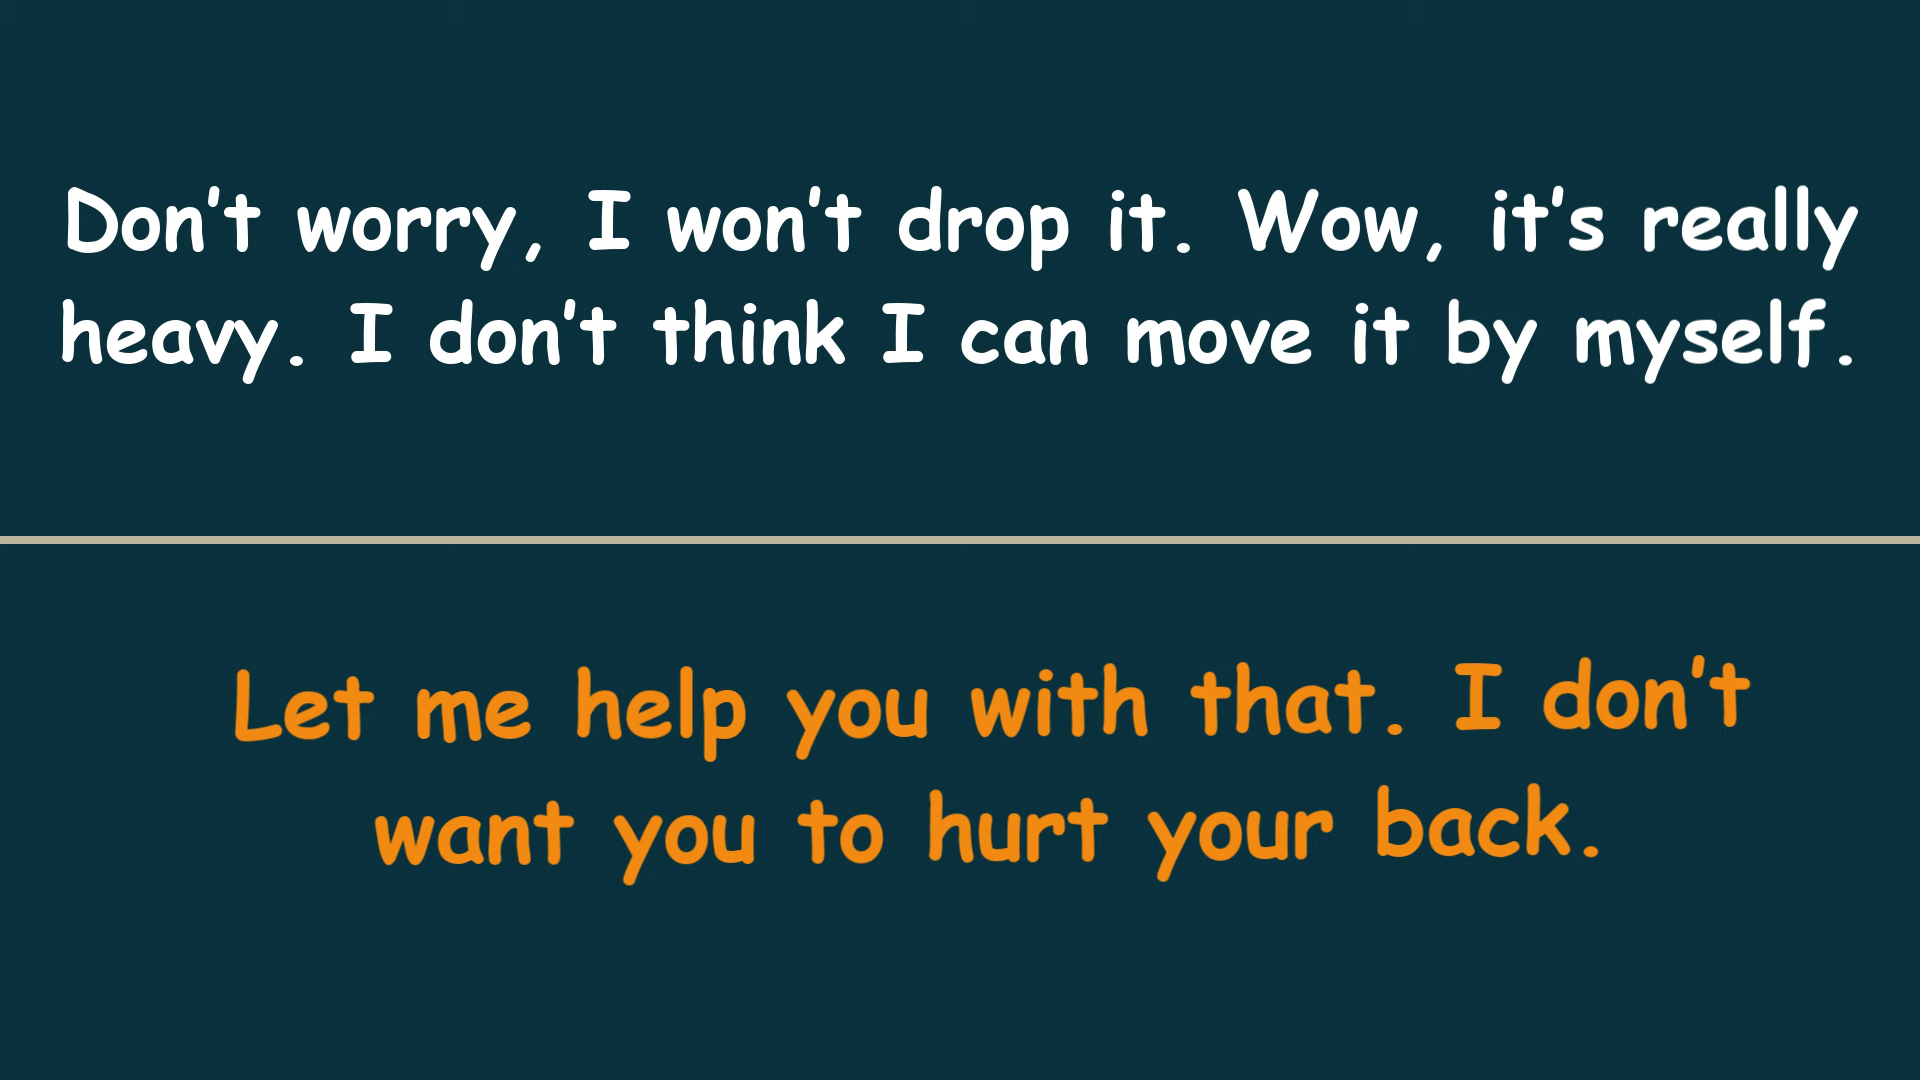 Don't worry, I won't drop it. Wow, it's really
heavy. I don't think I can move it by myself.
Let me help you with that. I don't
want you to hurt your back.